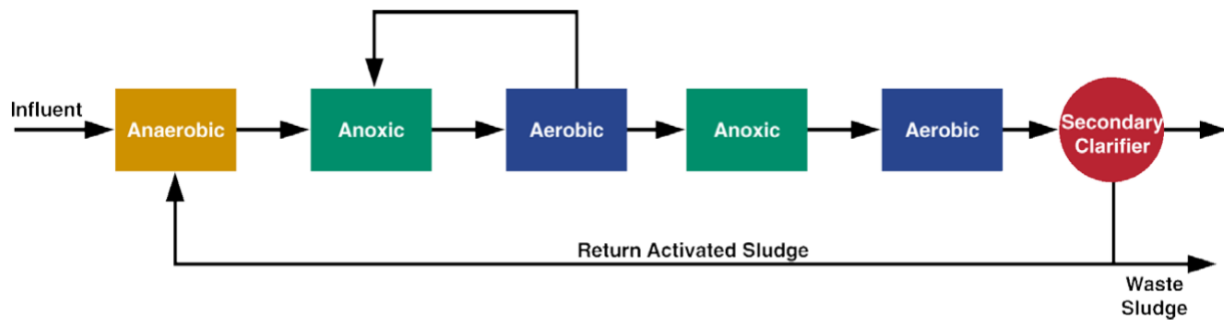 Influent
Anaerobic
Anoxic
Aerobic
Anoxic
Aerobic
Secondary
Clarifier
Return Activated Sludge
Waste
Sludge